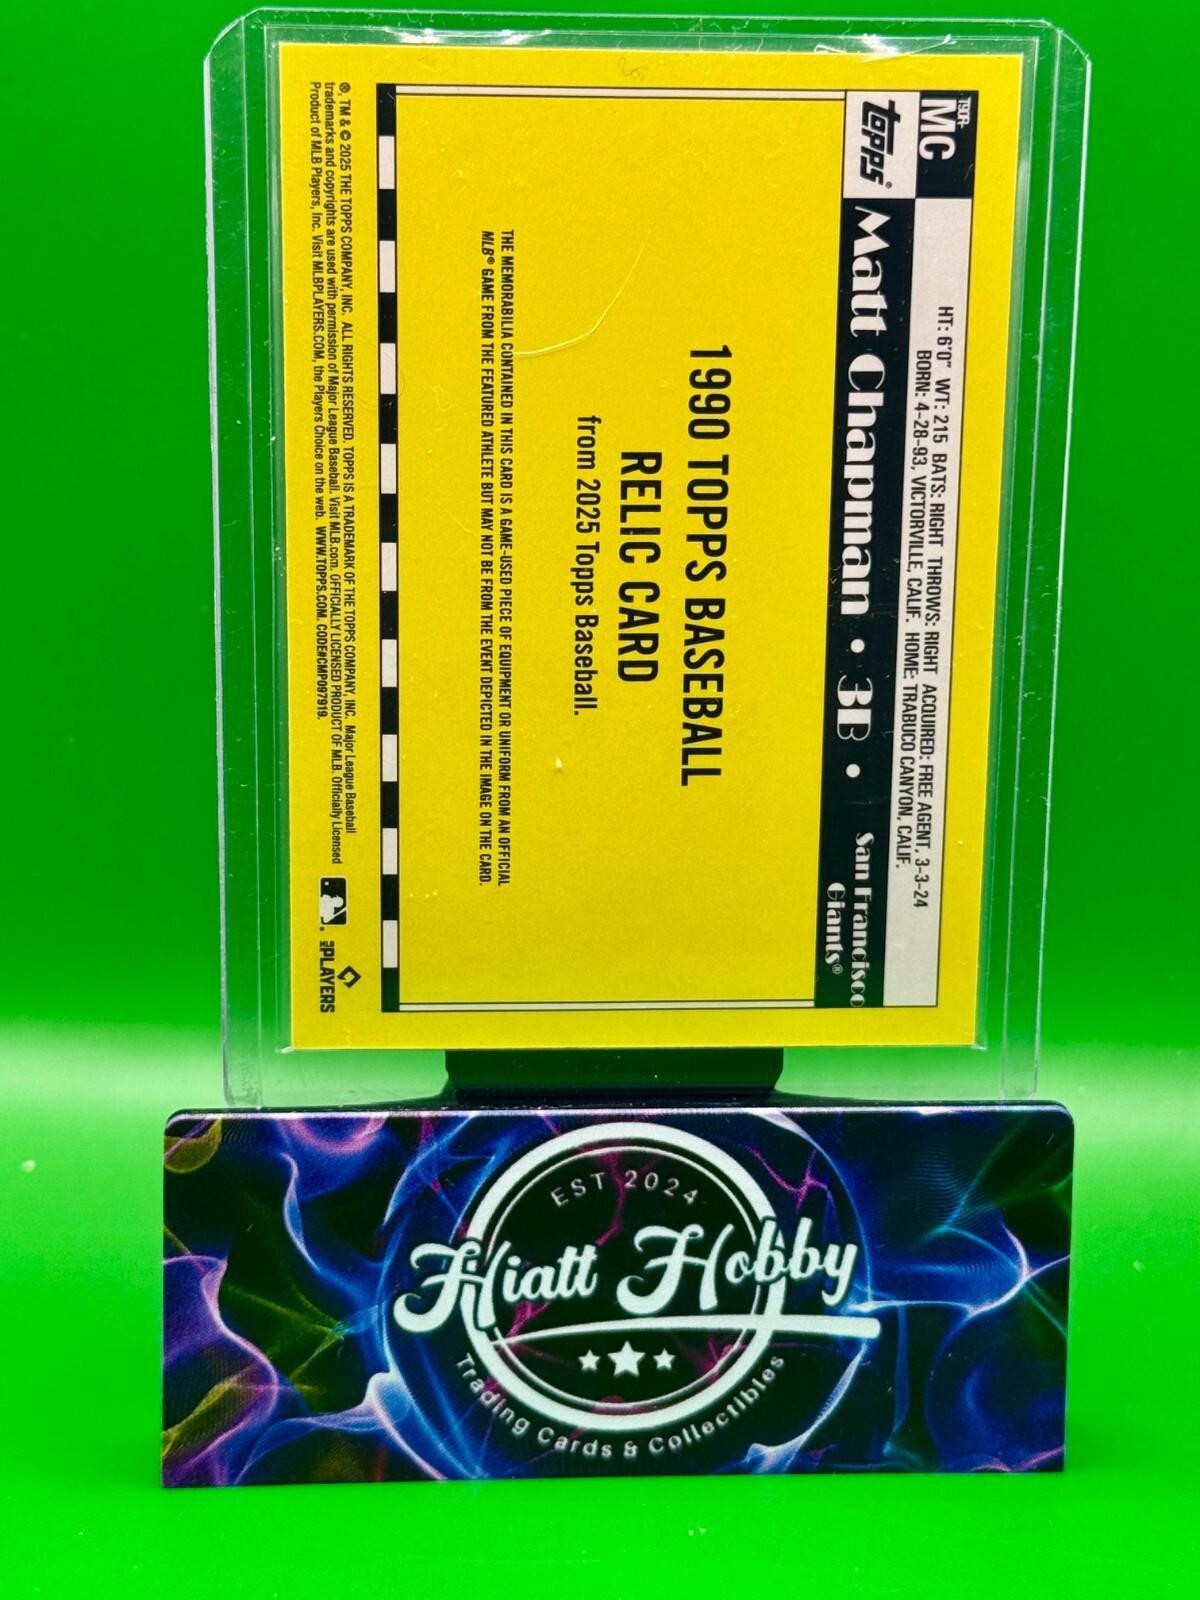 90R-
MC
HT: 6'0" WT: 215 BATS: RIGHT THROWS: RIGHT ACQUIRED: FREE AGENT, 3-3-24
BORN: 4-28-93, VICTORVILLE, CALIF. HOME: TRABUCO CANYON, CALIF.
topps®
Matt Chapman • 3B •
San Francisco
Giants®
1990 TOPPS BASEBALL
RELIC CARD
from 2025 Topps Baseball.
THE MEMORABILIA CONTAINED IN THIS CARD IS A GAME-USED PIECE OF EQUIPMENT OR UNIFORM FROM AN OFFICIAL
MLB® GAME FROM THE FEATURED ATHLETE BUT MAY NOT BE FROM THE EVENT DEPICTED IN THE IMAGE ON THE CARD.
®, TM & © 2025 THE TOPPS COMPANY, INC. ALL RIGHTS RESERVED. TOPPS IS A TRADEMARK OF THE TOPPS COMPANY, INC. Major League Baseball
trademarks and copyrights are used with permission of Major League Baseball. Visit MLB.com. OFFICIALLY LICENSED PRODUCT OF MLB. Officially Licensed
Product of MLB Players, Inc. Visit MLBPLAYERS.COM, the Players Choice on the web. WWW.TOPPS.COM. CODE#CMP097919.
MLB PLAYERS
EST 2024
Hiatt Hobby
Trading Cards & Collectibles